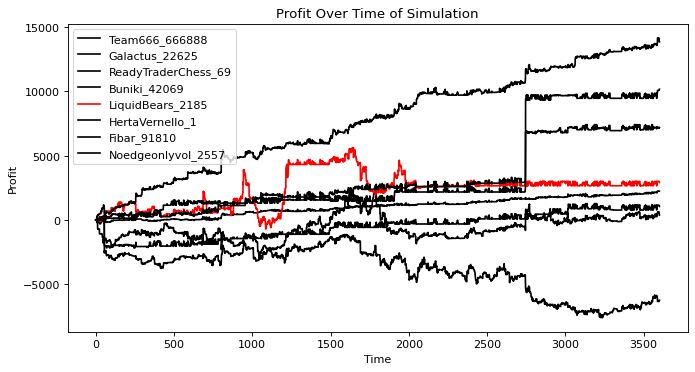 Profit Over Time of Simulation
15000
Team666_666888
Galactus_22625
ReadyTraderChess_69
Buniki_42069
LiquidBears_2185
HertaVernello_1
Fibar_91810
Noedgeonlyvol_2557
10000
5000
0
−5000
Profit
0 500 1000 1500 2000 2500 3000 3500
Time